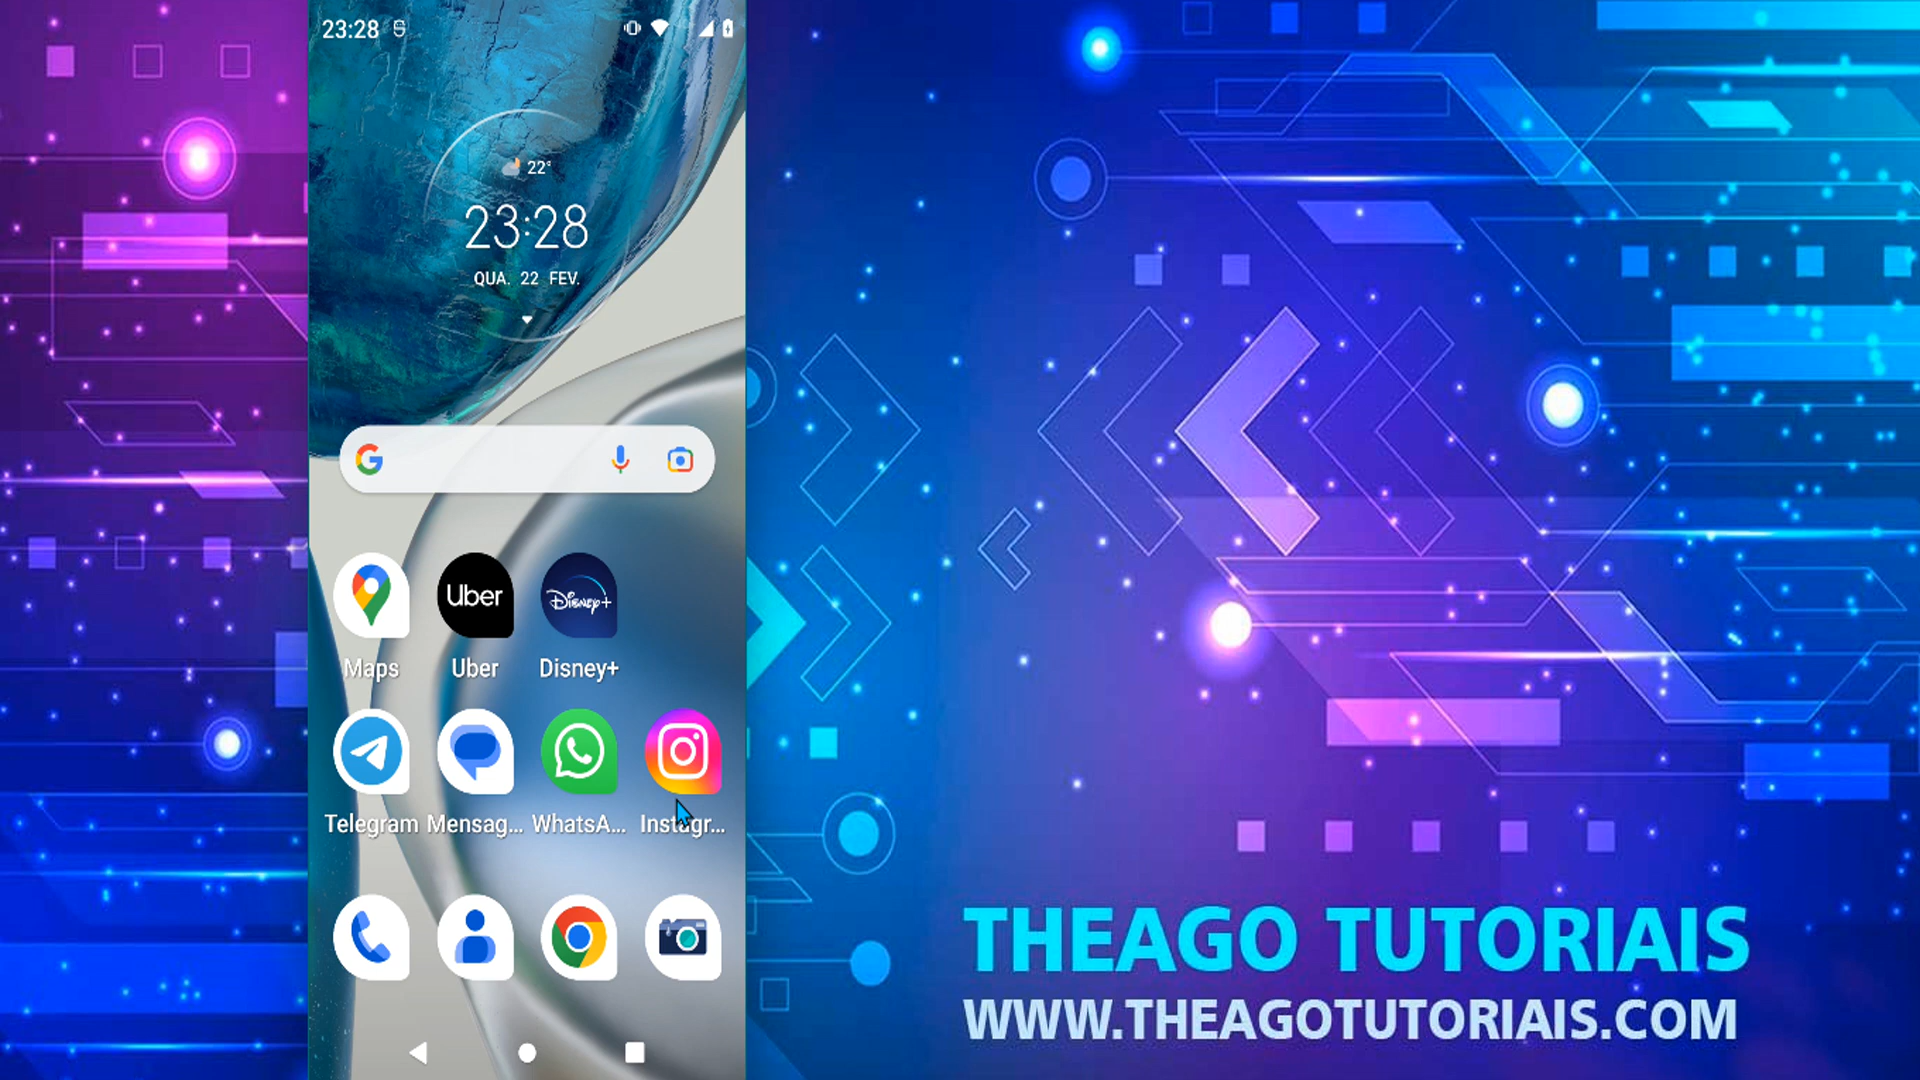 23:28
22°
23:28
QUA. 22 FEV.
Uber
Disney+
Maps Uber Disney+
Telegram Mensag... WhatsA... Instagr...
THEAGO TUTORIAIS
WWW.THEAGOTUTORIAIS.COM